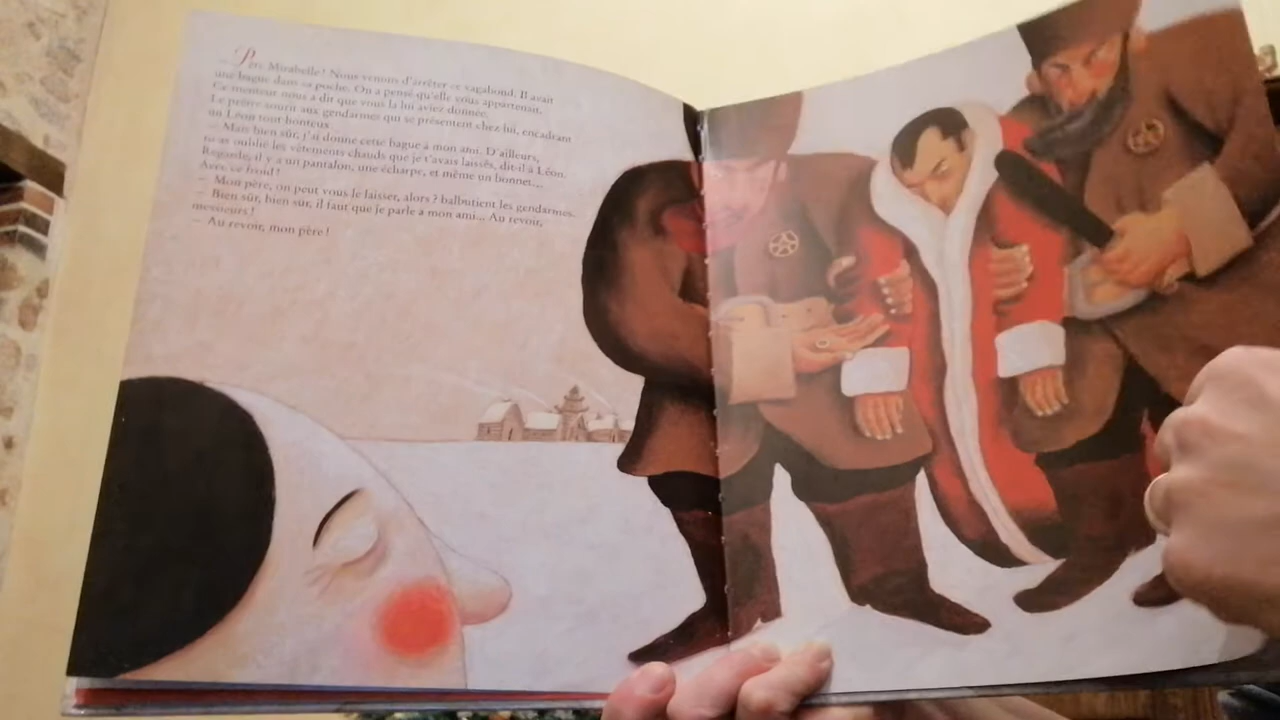 — Père Mirabelle ! Nous venons d'arrêter ce vagabond. Il avait
une bague dans sa poche. On a pensé qu'elle vous appartenait.
Ce menteur nous a dit que vous la lui aviez donnée.
Le prêtre sourit aux gendarmes qui se présentent chez lui, encadrant
un Léon tout honteux.
— Mais bien sûr, j'ai donné cette bague à mon ami. D'ailleurs,
tu as oublié les vêtements chauds que je t'avais laissés, dit-il à Léon.
Regarde, il y a un pantalon, une écharpe, et même un bonnet...
Avec ce froid !
— Mon père, on peut vous le laisser, alors ? balbutient les gendarmes.
— Bien sûr, bien sûr, il faut que je parle à mon ami... Au revoir,
messieurs !
— Au revoir, mon père !